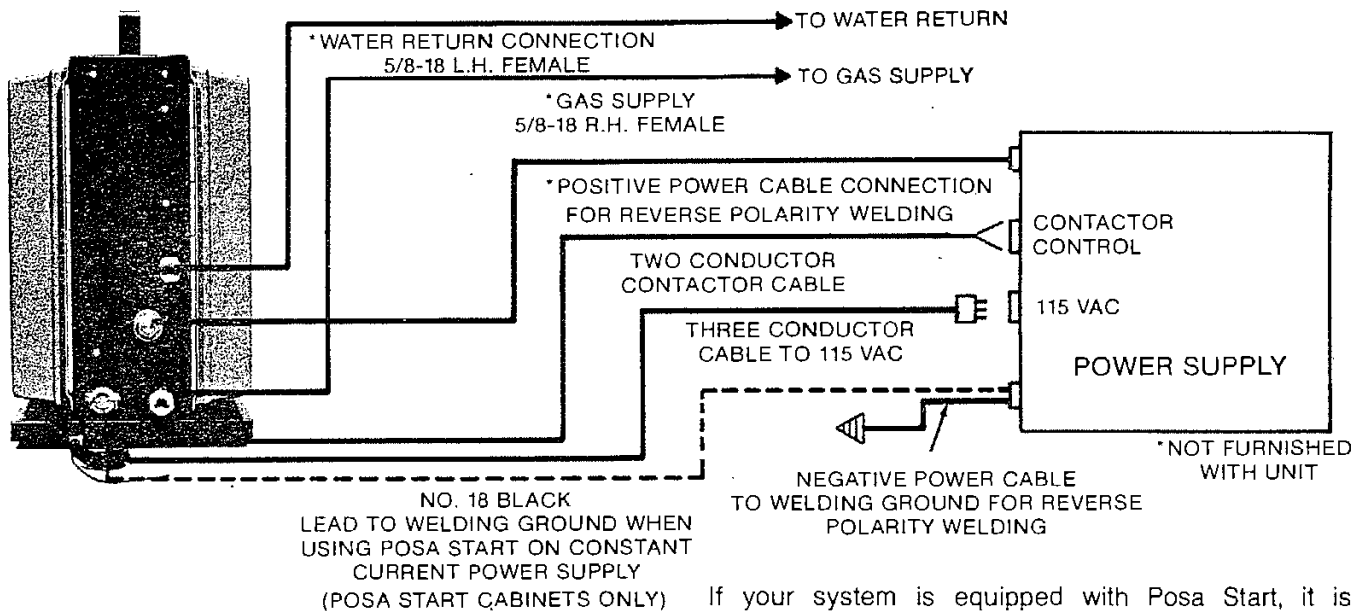 TO WATER RETURN
*WATER RETURN CONNECTION
5/8-18 L.H. FEMALE
TO GAS SUPPLY
*GAS SUPPLY
5/8-18 R.H. FEMALE
*POSITIVE POWER CABLE CONNECTION
FOR REVERSE POLARITY WELDING
CONTACTOR
CONTROL
TWO CONDUCTOR
CONTACTOR CABLE
115 VAC
THREE CONDUCTOR
CABLE TO 115 VAC
POWER SUPPLY
*NOT FURNISHED
WITH UNIT
NEGATIVE POWER CABLE
TO WELDING GROUND FOR REVERSE
POLARITY WELDING
NO. 18 BLACK
LEAD TO WELDING GROUND WHEN
USING POSA START ON CONSTANT
CURRENT POWER SUPPLY
(POSA START CABINETS ONLY)
If your system is equipped with Posa Start, it is